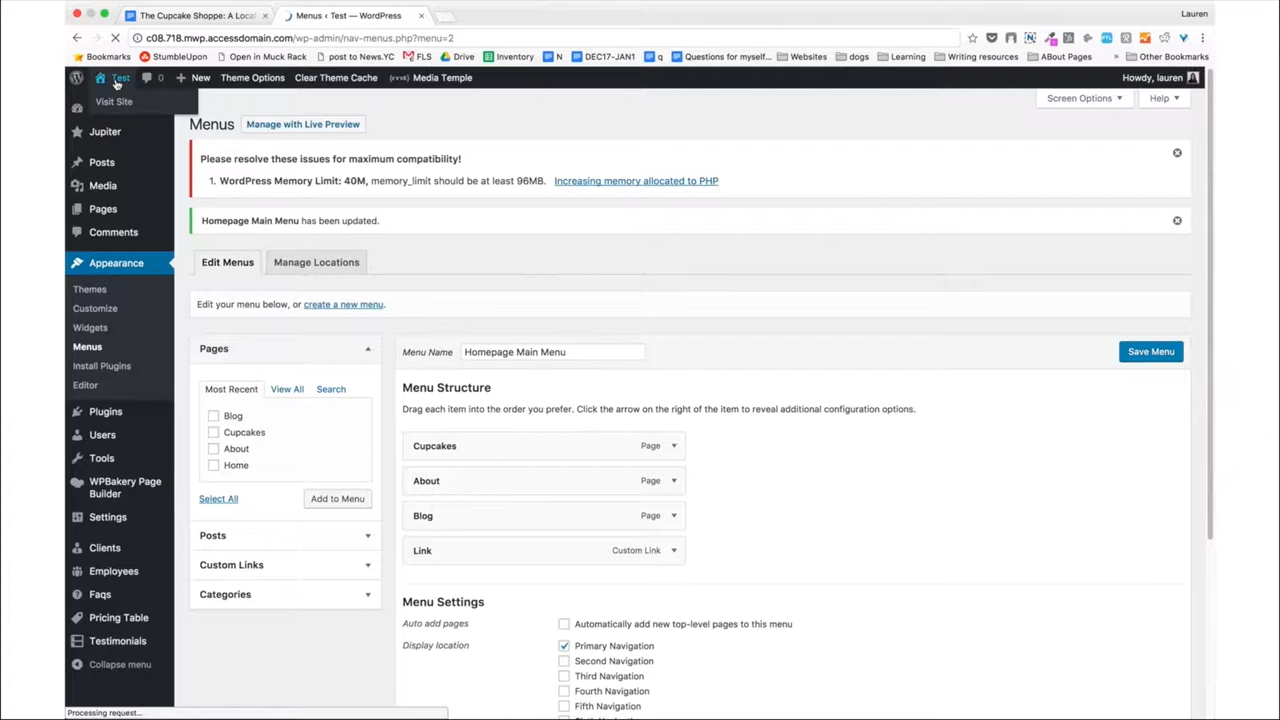 Lauren
The Cupcake Shoppe: A Loca
Menus ‹ Test — WordPress
c08.718.mwp.accessdomain.com/wp-admin/nav-menus.php?menu=2
Bookmarks StumbleUpon Open in Muck Rack post to News.YC FLS Drive Inventory N DEC17-JAN1 q Questions for myself... Websites dogs Learning Writing resources ABout Pages » Other Bookmarks
Test 0 New Theme Options Clear Theme Cache (mt) Media Temple Howdy, lauren
Visit Site
Screen Options Help
Jupiter
Posts
Media
Pages
Comments
Appearance
Themes
Customize
Widgets
Menus
Install Plugins
Editor
Plugins
Users
Tools
WPBakery Page
Builder
Settings
Clients
Employees
Faqs
Pricing Table
Testimonials
Collapse menu
Menus Manage with Live Preview
Please resolve these issues for maximum compatibility!
1. WordPress Memory Limit: 40M, memory_limit should be at least 96MB. Increasing memory allocated to PHP
Homepage Main Menu has been updated.
Edit Menus Manage Locations
Edit your menu below, or create a new menu.
Pages
Most Recent View All Search
Blog
Cupcakes
About
Home
Select All Add to Menu
Posts
Custom Links
Categories
Menu Name Homepage Main Menu Save Menu
Menu Structure
Drag each item into the order you prefer. Click the arrow on the right of the item to reveal additional configuration options.
Cupcakes Page
About Page
Blog Page
Link Custom Link
Menu Settings
Auto add pages Automatically add new top-level pages to this menu
Display location Primary Navigation
Second Navigation
Third Navigation
Fourth Navigation
Fifth Navigation
Processing request...